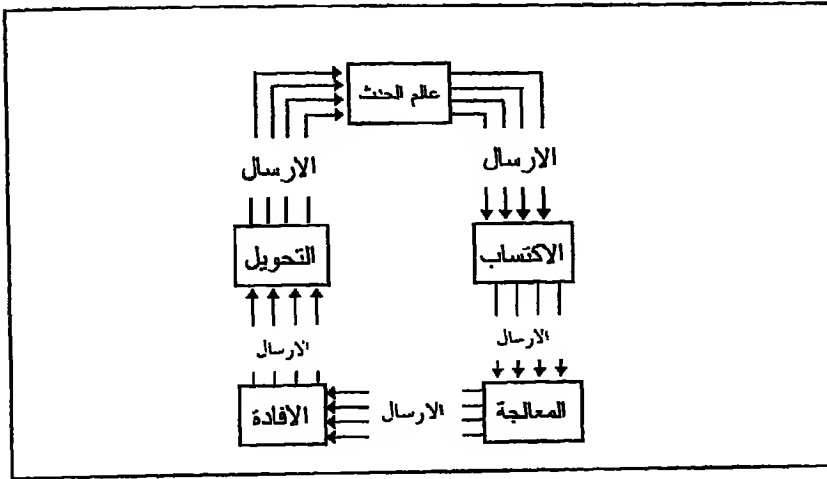 عالم الحدث
الارسال
الارسال
التحويل
الاكتساب
الارسال
الارسال
الافادة
الارسال
المعالجة